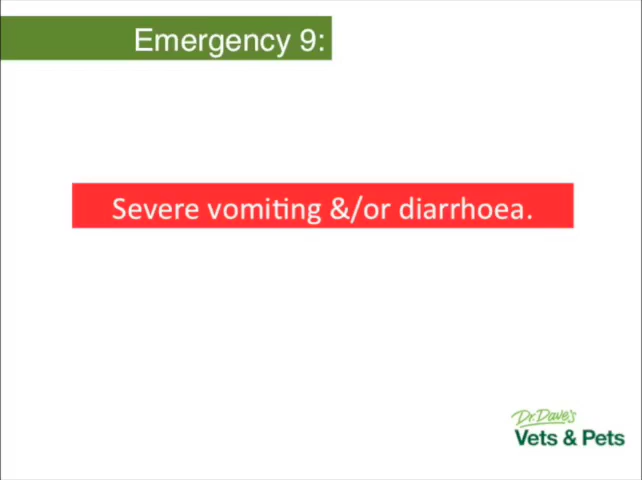 Emergency 9:
Severe vomiting &/or diarrhoea.
Dr.Dave's
Vets & Pets